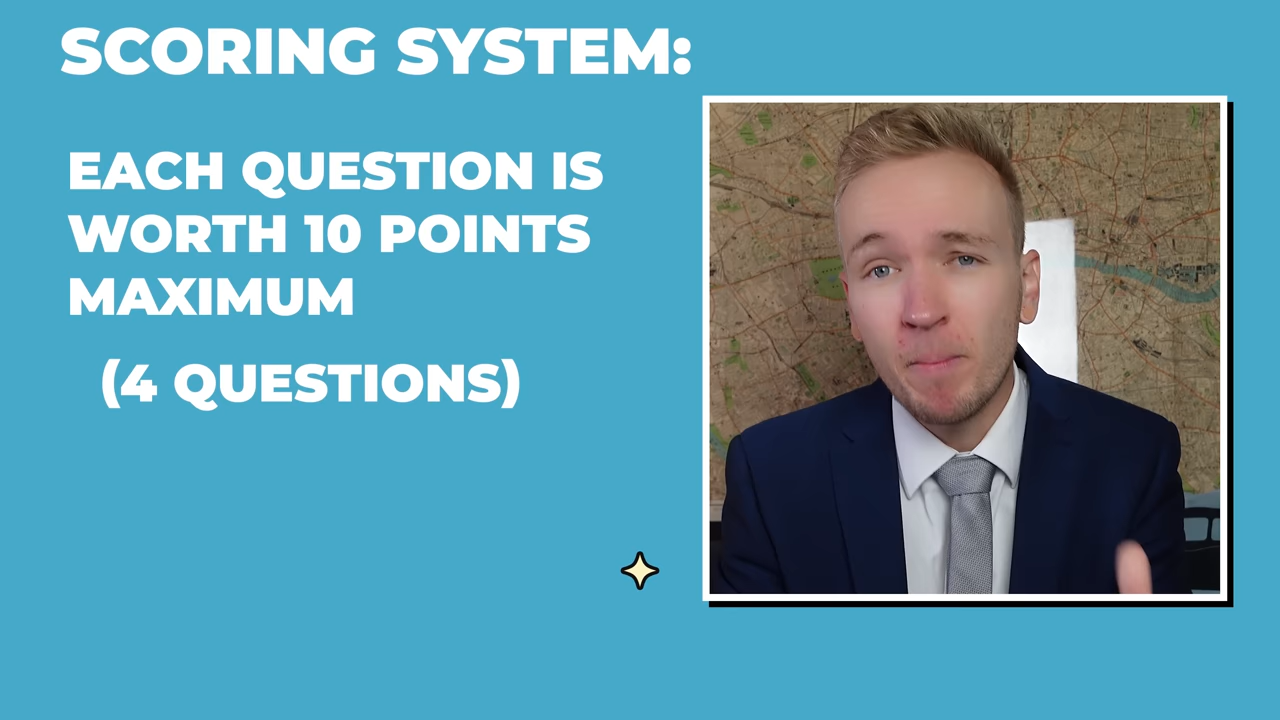 SCORING SYSTEM:
EACH QUESTION IS
WORTH 10 POINTS
MAXIMUM
(4 QUESTIONS)